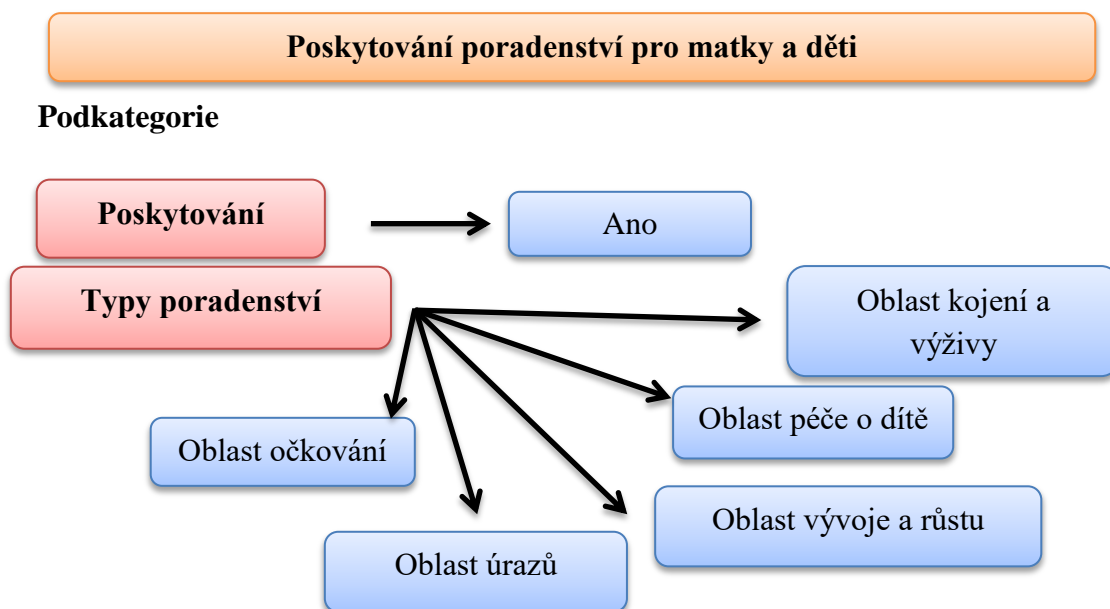 Poskytování poradenství pro matky a děti
Podkategorie
Poskytování
Ano
Typy poradenství
Oblast kojení a
výživy
Oblast péče o dítě
Oblast očkování
Oblast vývoje a růstu
Oblast úrazů